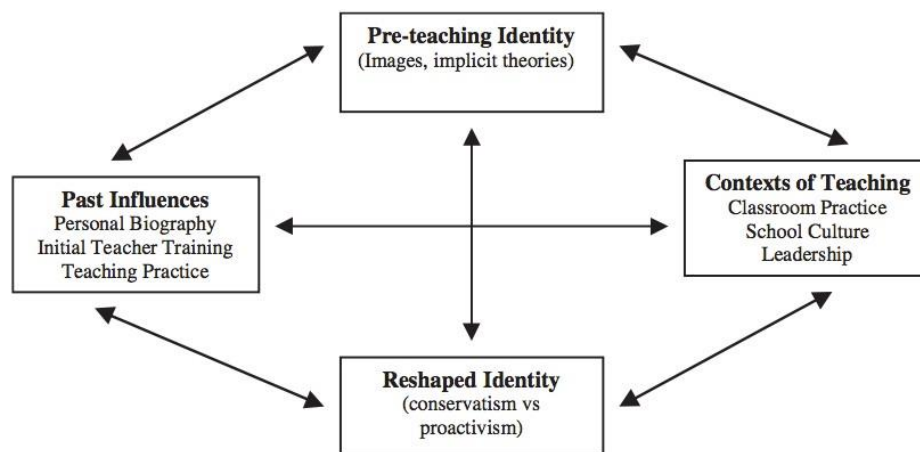 Pre-teaching Identity
(Images, implicit theories)
Past Influences
Personal Biography
Initial Teacher Training
Teaching Practice
Contexts of Teaching
Classroom Practice
School Culture
Leadership
Reshaped Identity
(conservatism vs
proactivism)